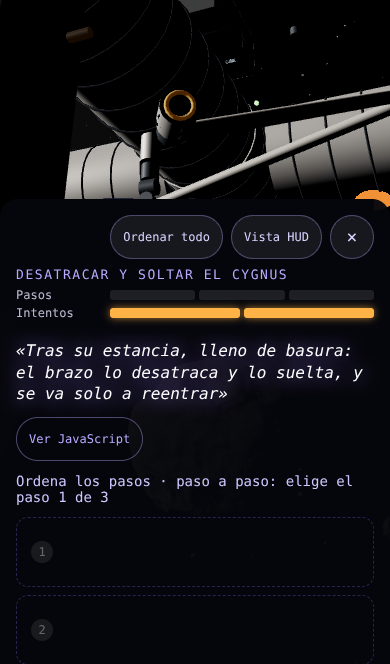 Ordenar todo
Vista HUD
×
DESATRACAR Y SOLTAR EL CYGNUS
Pasos
Intentos
«Tras su estancia, lleno de basura:
el brazo lo desatraca y lo suelta, y
se va solo a reentrar»
Ver JavaScript
Ordena los pasos · paso a paso: elige el
paso 1 de 3
1
2